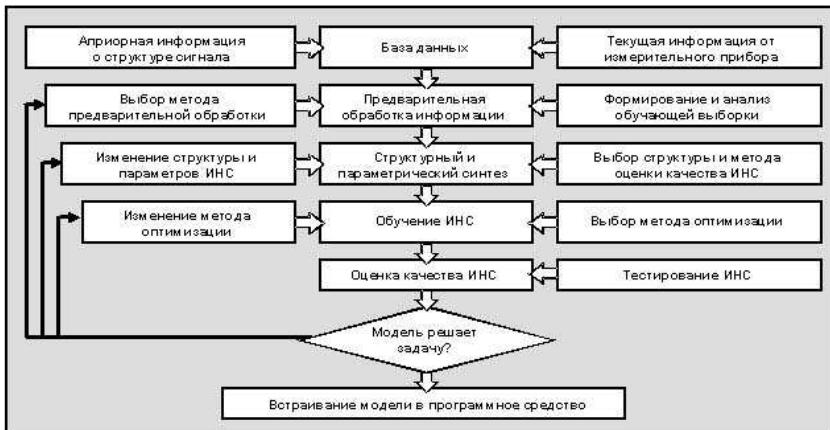 Априорная информация
о структуре сигнала
База данных
Текущая информация от
измерительного прибора
Выбор метода
предварительной обработки
Предварительная
обработка информации
Формирование и анализ
обучающей выборки
Изменение структуры и
параметров ИНС
Структурный и
параметрический синтез
Выбор структуры и метода
оценки качества ИНС
Изменение метода
оптимизации
Обучение ИНС
Выбор метода оптимизации
Оценка качества ИНС
Тестирование ИНС
Модель решает
задачу?
Встраивание модели в программное средство